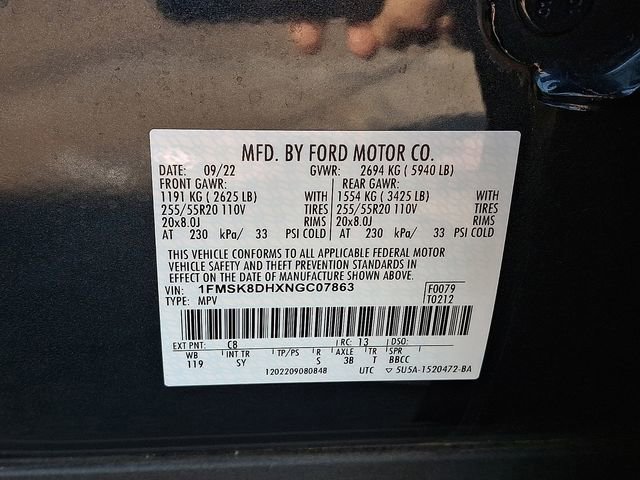 MFD. BY FORD MOTOR CO.
DATE: 09/22 GVWR: 2694 KG ( 5940 LB)
FRONT GAWR: REAR GAWR:
1191 KG ( 2625 LB) WITH 1554 KG ( 3425 LB) WITH
255/55R20 110V TIRES 255/55R20 110V TIRES
20x8.0J RIMS 20x8.0J RIMS
AT 230 kPa/ 33 PSI COLD AT 230 kPa/ 33 PSI COLD
THIS VEHICLE CONFORMS TO ALL APPLICABLE FEDERAL MOTOR
VEHICLE SAFETY AND THEFT PREVENTION STANDARDS IN
EFFECT ON THE DATE OF MANUFACTURE SHOWN ABOVE.
VIN: 1FMSK8DHXNGC07863 F0079
TYPE: MPV T0212
EXT PNT: C8 RC: 13 DSO:
WB INT TR TP/PS R AXLE TR SPR
119 SY S 3B T BBCC
1202209080848 UTC ▽ 5U5A-1520472-BA